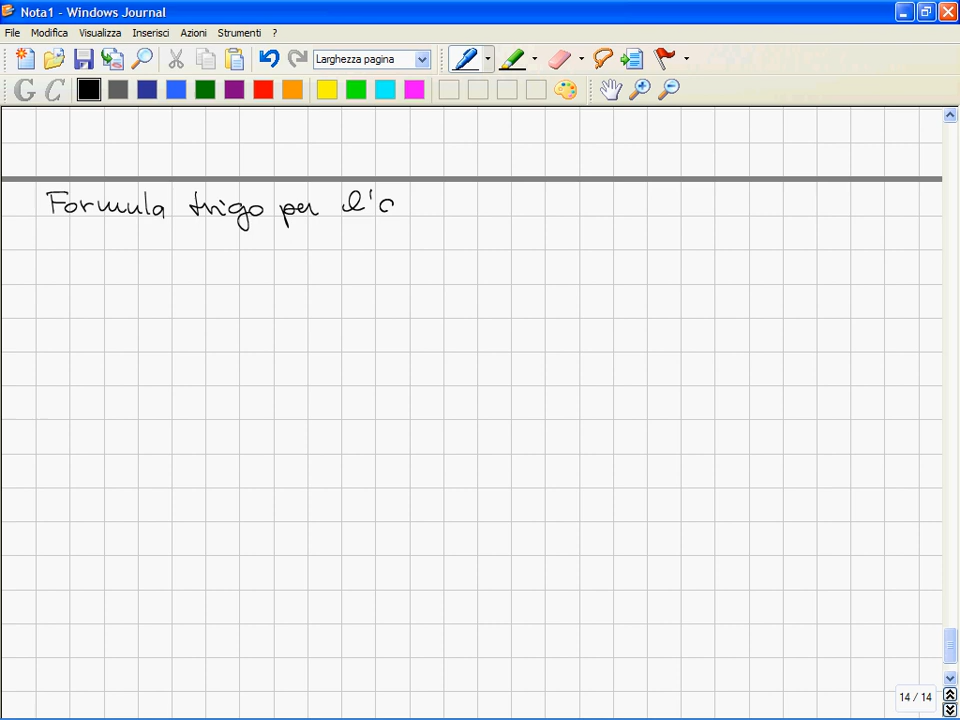 Nota1 - Windows Journal
File Modifica Visualizza Inserisci Azioni Strumenti ?
Larghezza pagina
G C
Formula trigo per l'a
14 / 14